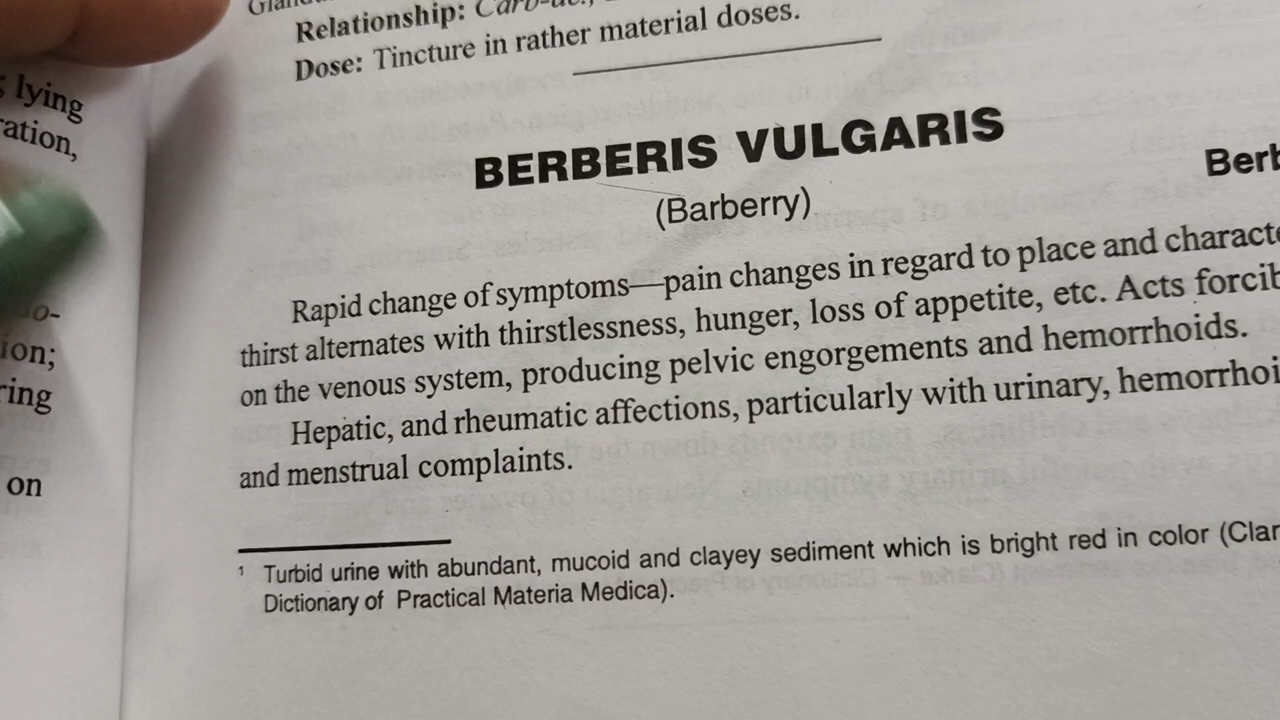 lying
ration,
ion;
ring
on
Relationship:
Dose: Tincture in rather material doses.
BERBERIS VULGARIS
(Barberry)
Berb
Rapid change of symptoms—pain changes in regard to place and characte
thirst alternates with thirstlessness, hunger, loss of appetite, etc. Acts forcib
on the venous system, producing pelvic engorgements and hemorrhoids.
Hepatic, and rheumatic affections, particularly with urinary, hemorrhoi
and menstrual complaints.
1 Turbid urine with abundant, mucoid and clayey sediment which is bright red in color (Clar
Dictionary of Practical Materia Medica).